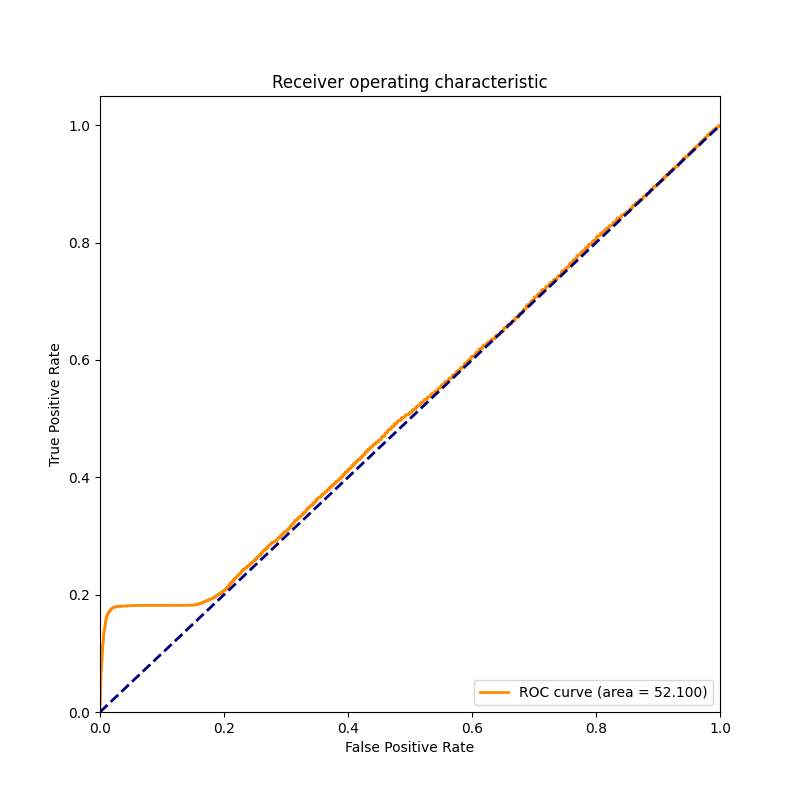 Receiver operating characteristic
True Positive Rate
1.0
0.8
0.6
0.4
0.2
0.0
ROC curve (area = 52.100)
0.0 0.2 0.4 0.6 0.8 1.0
False Positive Rate